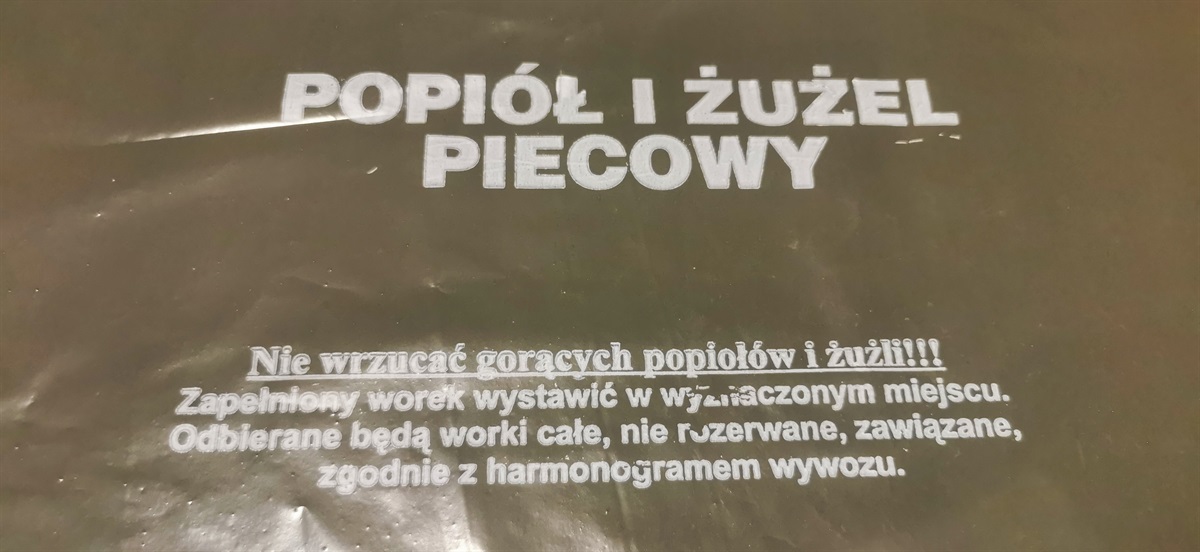 POPIÓŁ I ŻUŻEL
PIECOWY
Nie wrzucać gorących popiołów i żużli!!!
Zapełniony worek wystawić w wyznaczonym miejscu.
Odbierane będą worki całe, nie rozerwane, zawiązane,
zgodnie z harmonogramem wywozu.